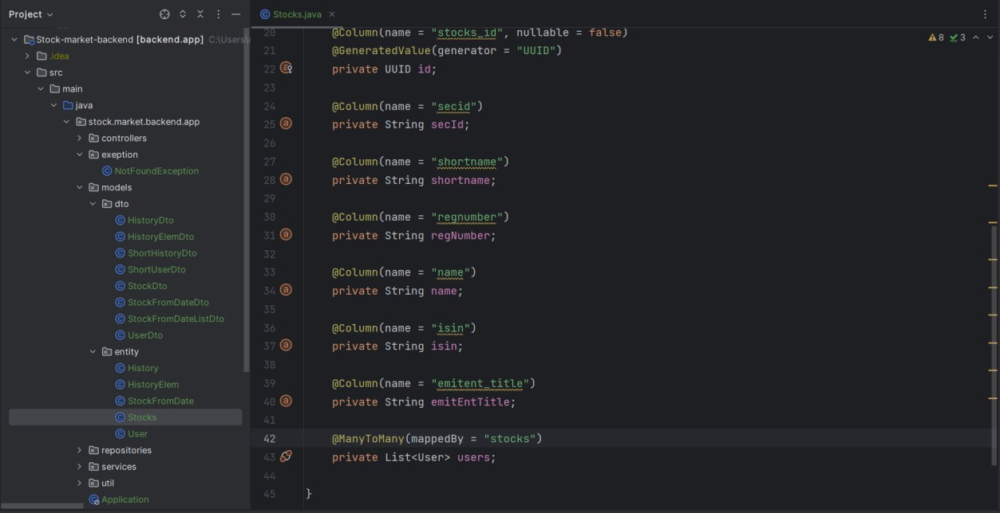 Project
Stock-market-backend [backend.app] C:\Users\
.idea
src
main
java
stock.market.backend.app
controllers
exeption
NotFoundException
models
dto
HistoryDto
HistoryElemDto
ShortHistoryDto
ShortUserDto
StockDto
StockFromDateDto
StockFromDateListDto
UserDto
entity
History
HistoryElem
StockFromDate
Stocks
User
repositories
services
util
Application
Stocks.java
8 3
20 @Column(name = "stocks_id", nullable = false)
21 @GeneratedValue(generator = "UUID")
22 private UUID id;
23
24 @Column(name = "secid")
25 private String secId;
26
27 @Column(name = "shortname")
28 private String shortname;
29
30 @Column(name = "regnumber")
31 private String regNumber;
32
33 @Column(name = "name")
34 private String name;
35
36 @Column(name = "isin")
37 private String isin;
38
39 @Column(name = "emitent_title")
40 private String emitEntTitle;
41
42 @ManyToMany(mappedBy = "stocks")
43 private List<User> users;
44
45 }